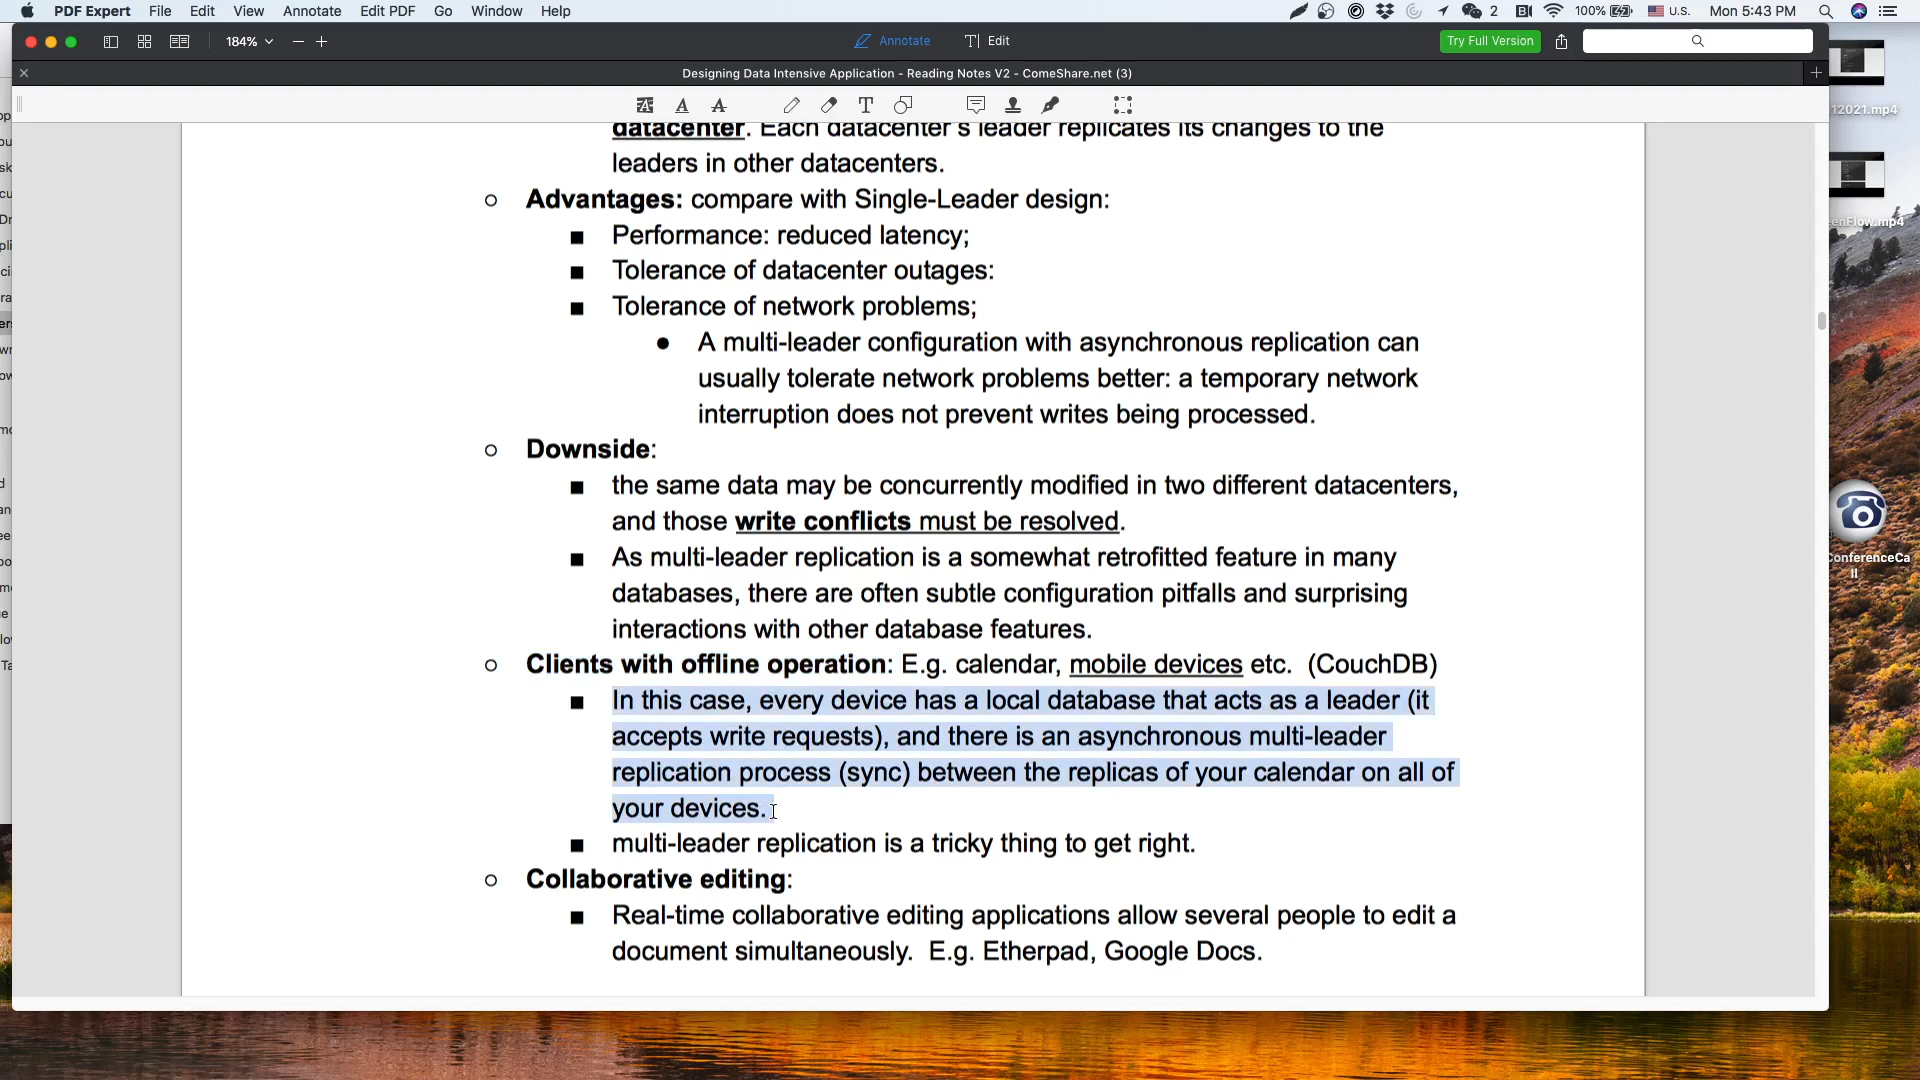 PDF Expert File Edit View Annotate Edit PDF Go Window Help 2 100% U.S. Mon 5:43 PM
184% Annotate Edit Try Full Version
Designing Data Intensive Application - Reading Notes V2 - ComeShare.net (3)
datacenter. Each datacenter's leader replicates its changes to the
leaders in other datacenters.
Advantages: compare with Single-Leader design:
Performance: reduced latency;
Tolerance of datacenter outages:
Tolerance of network problems;
A multi-leader configuration with asynchronous replication can
usually tolerate network problems better: a temporary network
interruption does not prevent writes being processed.
Downside:
the same data may be concurrently modified in two different datacenters,
and those write conflicts must be resolved.
As multi-leader replication is a somewhat retrofitted feature in many
databases, there are often subtle configuration pitfalls and surprising
interactions with other database features.
Clients with offline operation: E.g. calendar, mobile devices etc. (CouchDB)
In this case, every device has a local database that acts as a leader (it
accepts write requests), and there is an asynchronous multi-leader
replication process (sync) between the replicas of your calendar on all of
your devices.
multi-leader replication is a tricky thing to get right.
Collaborative editing:
Real-time collaborative editing applications allow several people to edit a
document simultaneously. E.g. Etherpad, Google Docs.
12021.mp4
enFlow.mp4
onferenceCa
ll